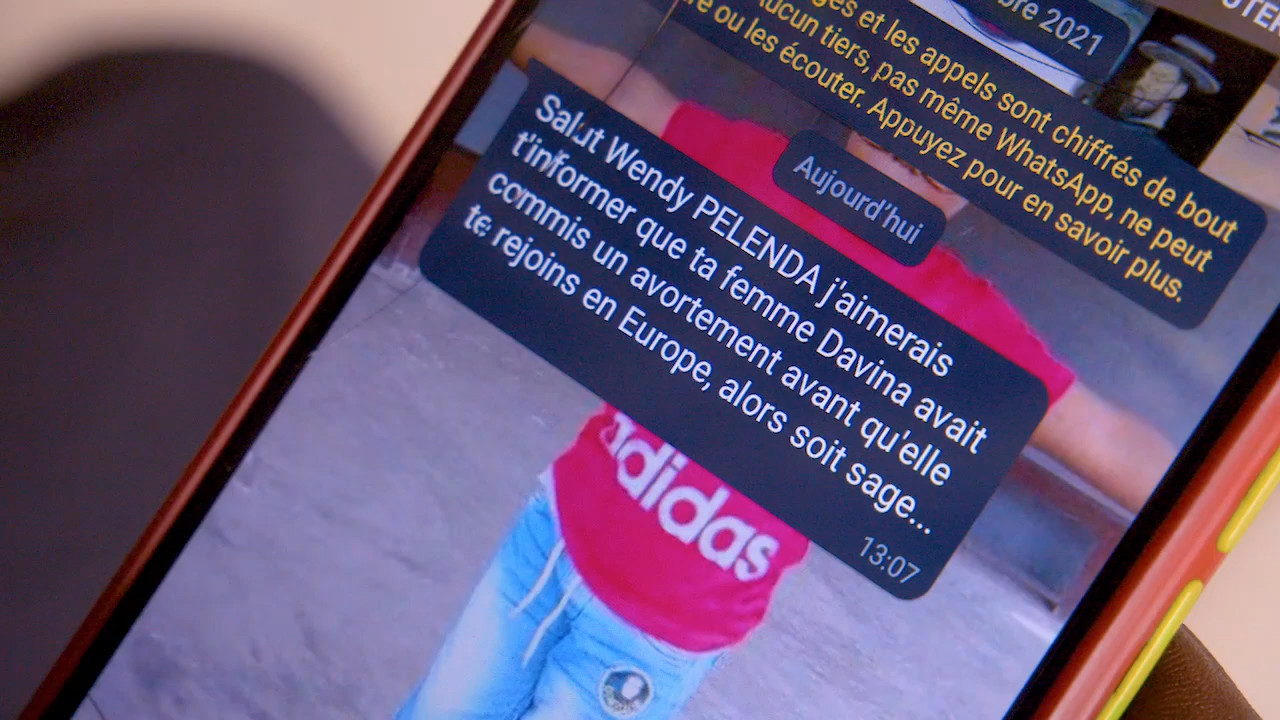 bre 2021
ges et les appels sont chiffrés de bout
Aucun tiers, pas même WhatsApp, ne peut
re ou les écouter. Appuyez pour en savoir plus.
Aujourd'hui
Salut Wendy PELENDA j'aimerais
t'informer que ta femme Davina avait
commis un avortement avant qu'elle
te rejoins en Europe, alors soit sage...
13:07
adidas